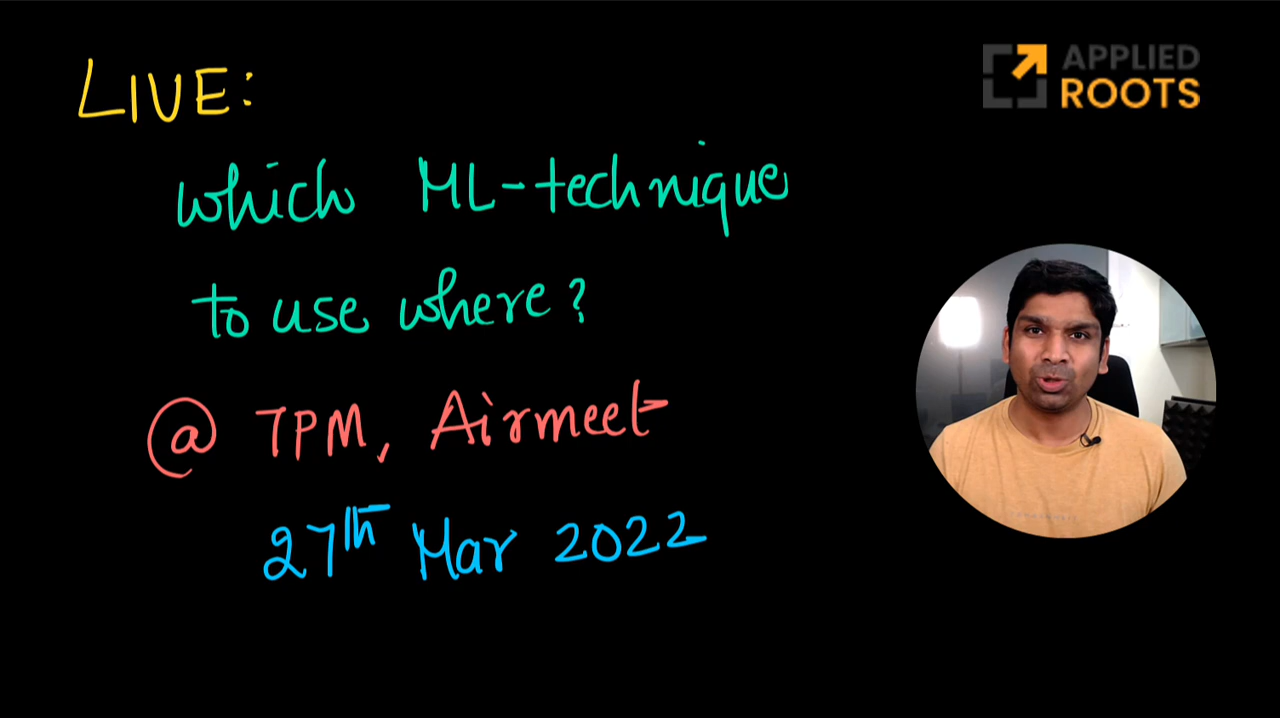 LIVE:
APPLIED
ROOTS
which ML-technique
to use where?
@ 7PM, Airmeet
27th Mar 2022